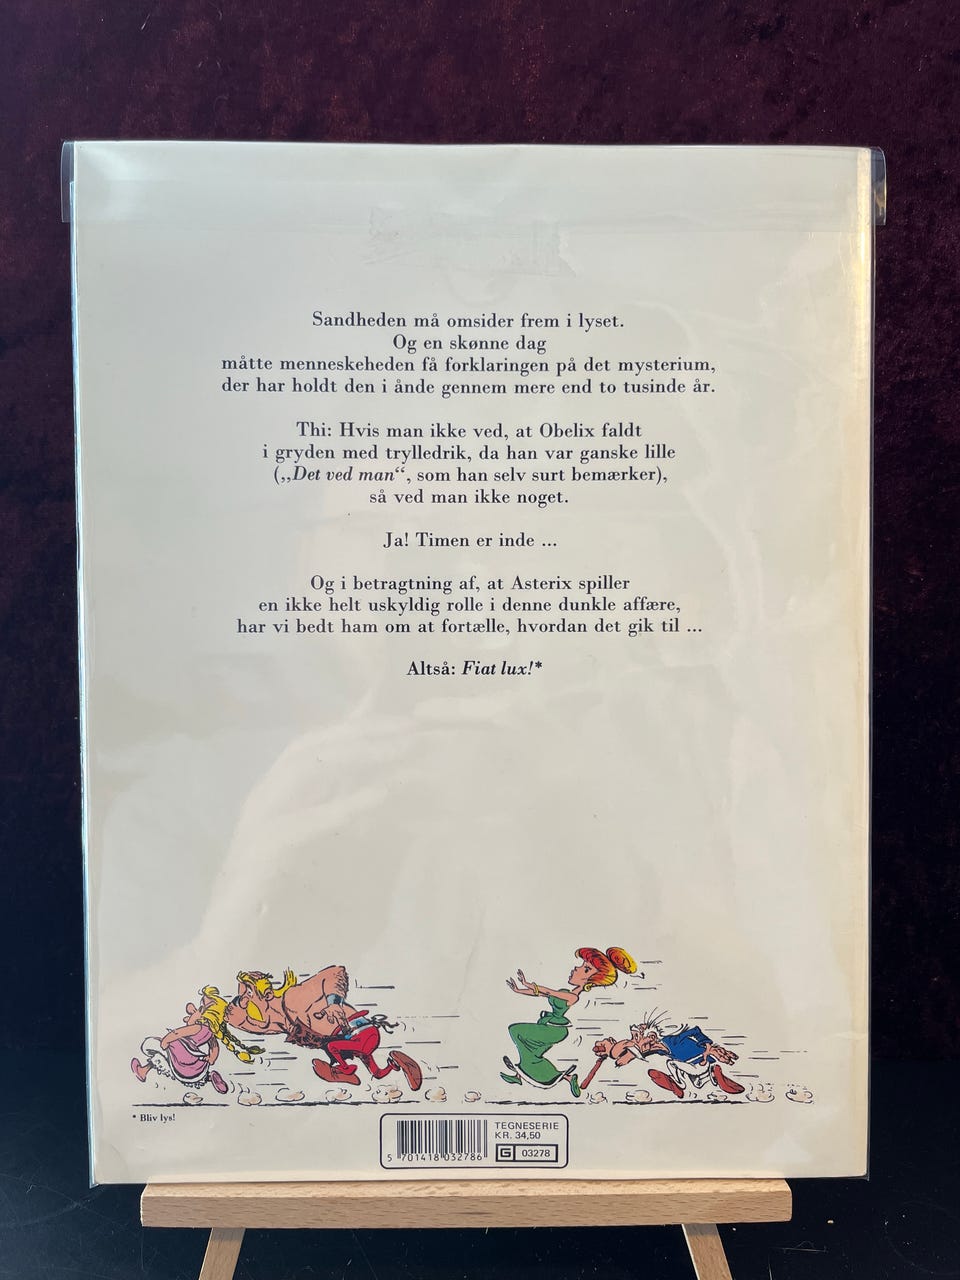 Sandheden må omsider frem i lyset.
Og en skønne dag
måtte menneskeheden få forklaringen på det mysterium,
der har holdt den i ånde gennem mere end to tusinde år.
Thi: Hvis man ikke ved, at Obelix faldt
i gryden med trylledrik, da han var ganske lille
(„Det ved man“, som han selv surt bemærker),
så ved man ikke noget.
Ja! Timen er inde ...
Og i betragtning af, at Asterix spiller
en ikke helt uskyldig rolle i denne dunkle affære,
har vi bedt ham om at fortælle, hvordan det gik til ...
Altså: Fiat lux!*
* Bliv lys!
TEGNESERIE
KR. 34,50
G 03278
5 701418 032786